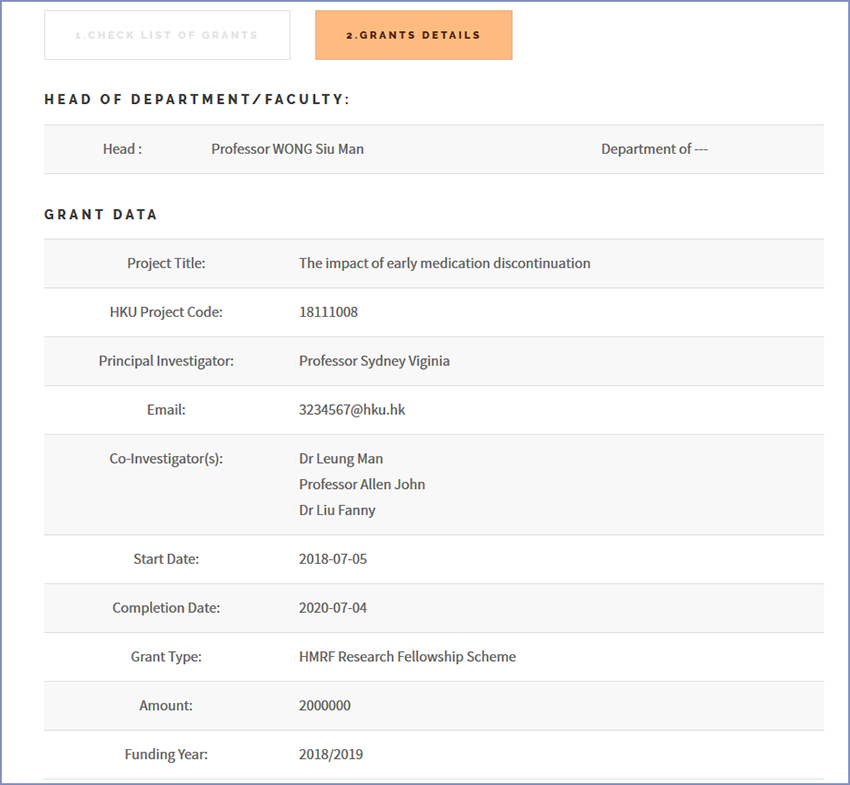 1.CHECK LIST OF GRANTS
2.GRANTS DETAILS
HEAD OF DEPARTMENT/FACULTY:
Head : Professor WONG Siu Man Department of ---
GRANT DATA
Project Title: The impact of early medication discontinuation
HKU Project Code: 18111008
Principal Investigator: Professor Sydney Viginia
Email: 3234567@hku.hk
Co-Investigator(s): Dr Leung Man
Professor Allen John
Dr Liu Fanny
Start Date: 2018-07-05
Completion Date: 2020-07-04
Grant Type: HMRF Research Fellowship Scheme
Amount: 2000000
Funding Year: 2018/2019